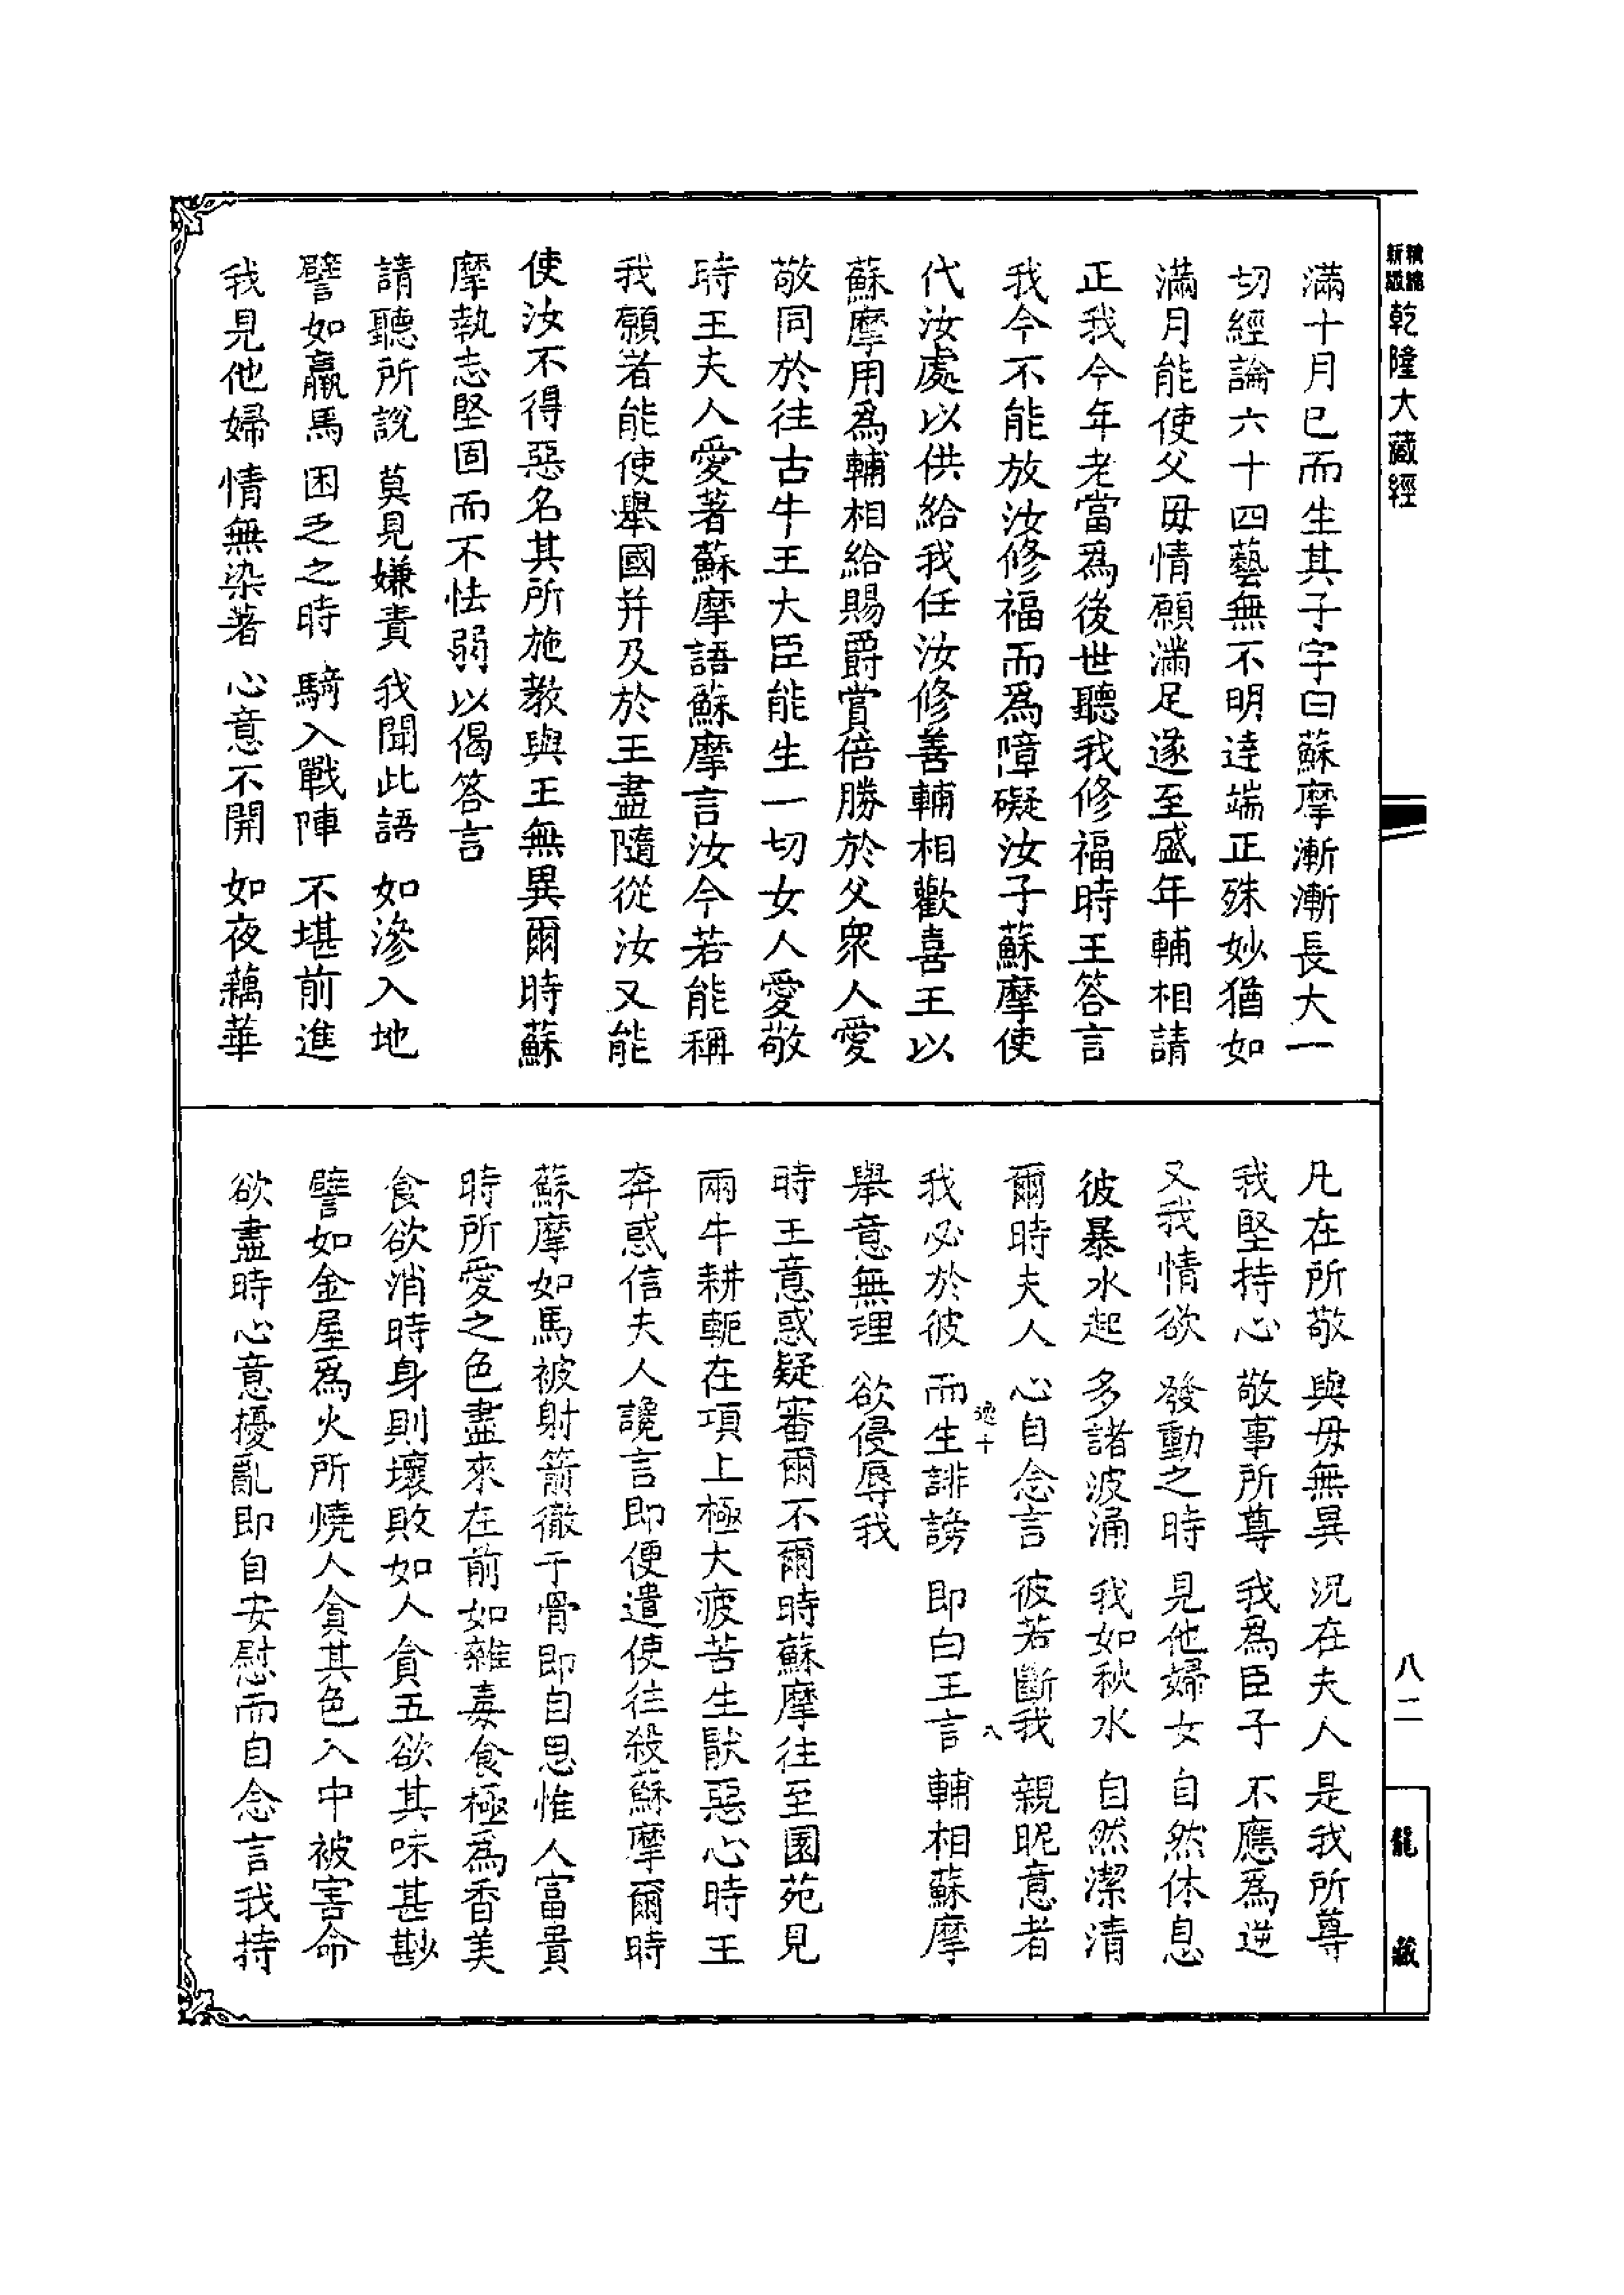 乾隆大藏經
滿十月已而生其子字曰蘇摩漸漸長大一
切經論六十四藝無不明達端正殊妙猶如
滿月能使父母情願滿足遂至盛年輔相請
正我今年老當爲後世聽我修福時王答言
我今不能放汝修福而爲障礙汝子蘇摩使
代汝處以供給我任汝修善輔相歡喜王以
蘇摩用爲輔相給賜爵賞倍勝於父衆人愛
敬同於往古牛王大臣能生一切女人愛敬
時王夫人愛著蘇摩語蘇摩言汝今若能稱
我願者能使舉國并及於王盡隨從汝又能
使汝不得惡名其所施教與王無異爾時蘇
摩執志堅固而不怯弱以偈答言
請聽所說 莫見嫌責 我聞此語 如滲入地
譬如羸馬 困乏之時 騎入戰陣 不堪前進
我見他婦 情無染著 心意不開 如夜藕華
凡在所敬 與母無異 況在夫人 是我所尊
我堅持心 敬事所尊 我爲臣子 不應爲逆
又我情欲 發動之時 見他婦女 自然休息
彼暴水起 多諸波涌 我如秋水 自然潔清
爾時夫人 心自念言 彼若斷我 親昵意者
十 八
我必於彼 而生誹謗 即白王言 輔相蘇摩
舉意無理 欲侵辱我
時王意惑疑審爾不爾時蘇摩往至園苑見
兩牛耕軛在項上極大疲苦生猒惡心時王
奔惑信夫人讒言即便遣使往殺蘇摩爾時
蘇摩如馬被射箭徹于骨即自思惟人富貴
時所愛之色盡來在前如雜毒食極爲香美
食欲消時身則壞敗如人貪五欲其味甚尠
譬如金屋爲火所燒人貪其色入中被害命
欲盡時心意擾亂即自安慰而自念言我持
八二
龍藏